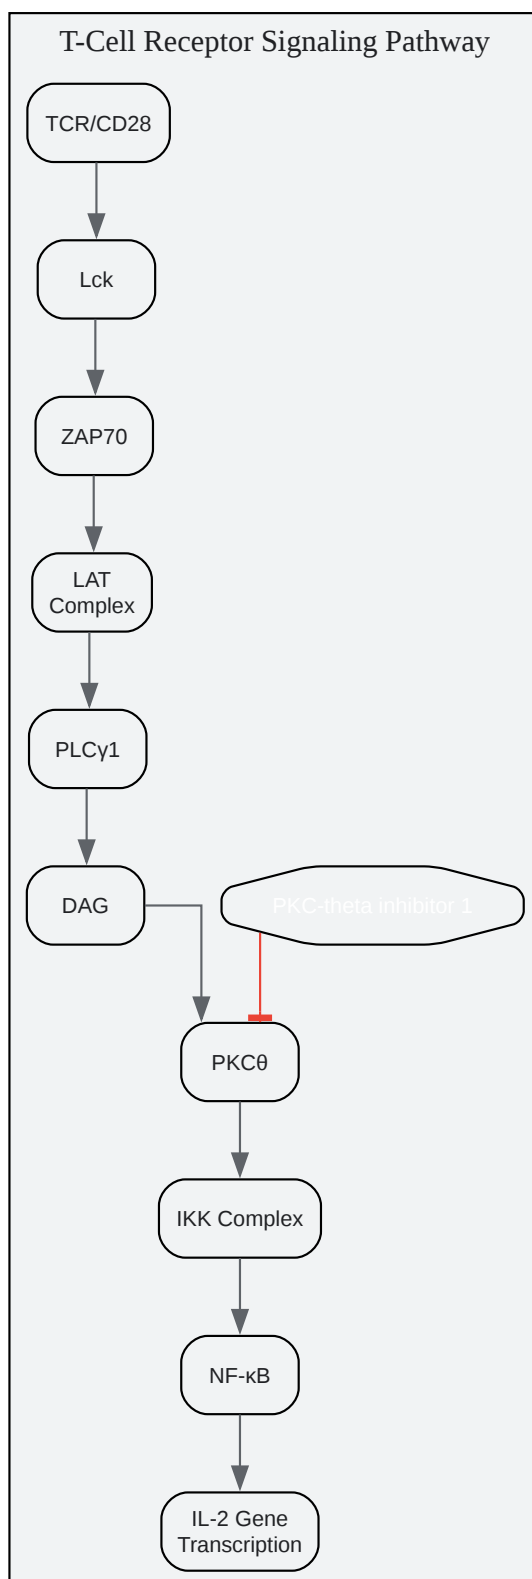 T-Cell Receptor Signaling Pathway
TCR/CD28
Lck
ZAP70
LAT
Complex
PLCγ1
DAG
PKC-theta inhibitor 1
PKCθ
IKK Complex
NF-κB
IL-2 Gene
Transcription